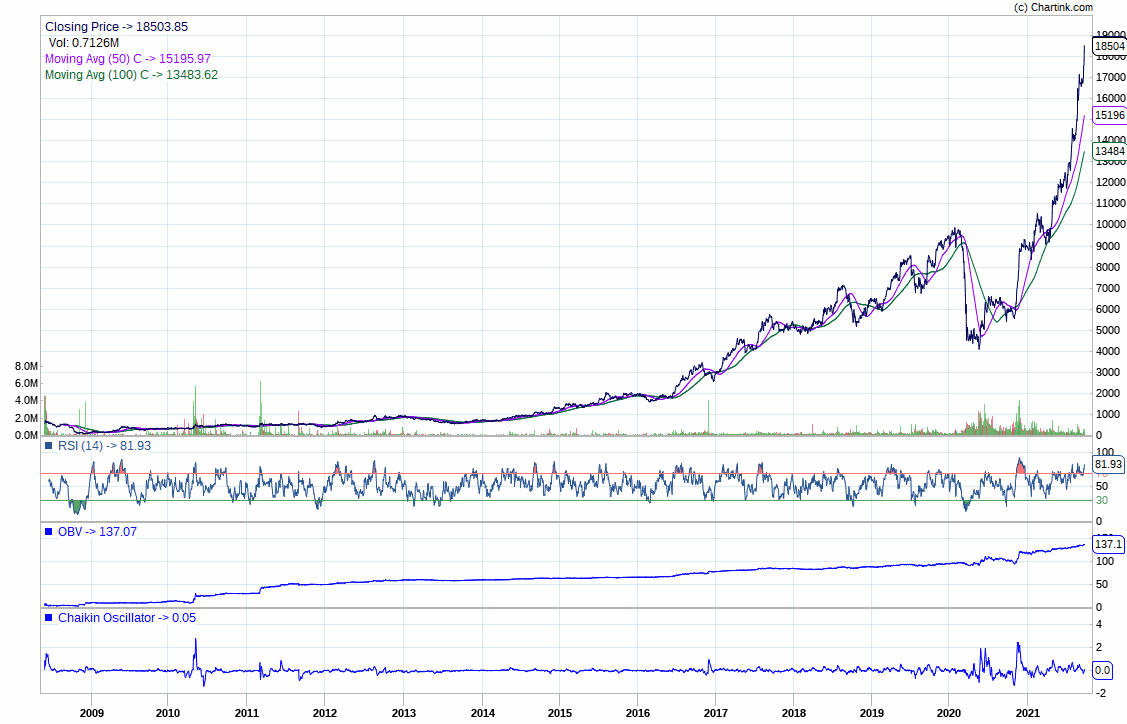 (c) Chartink.com
Closing Price -> 18503.85
Vol: 0.7126M
Moving Avg (50) C -> 15195.97
Moving Avg (100) C -> 13483.62
19000
18504
18000
17000
16000
15196
14000
13484
13000
12000
11000
10000
9000
8000
7000
6000
5000
4000
3000
2000
1000
0
8.0M
6.0M
4.0M
2.0M
0.0M
RSI (14) -> 81.93
100
81.93
50
30
0
OBV -> 137.07
137.1
100
50
0
Chaikin Oscillator -> 0.05
4
2
0.0
-2
2009 2010 2011 2012 2013 2014 2015 2016 2017 2018 2019 2020 2021